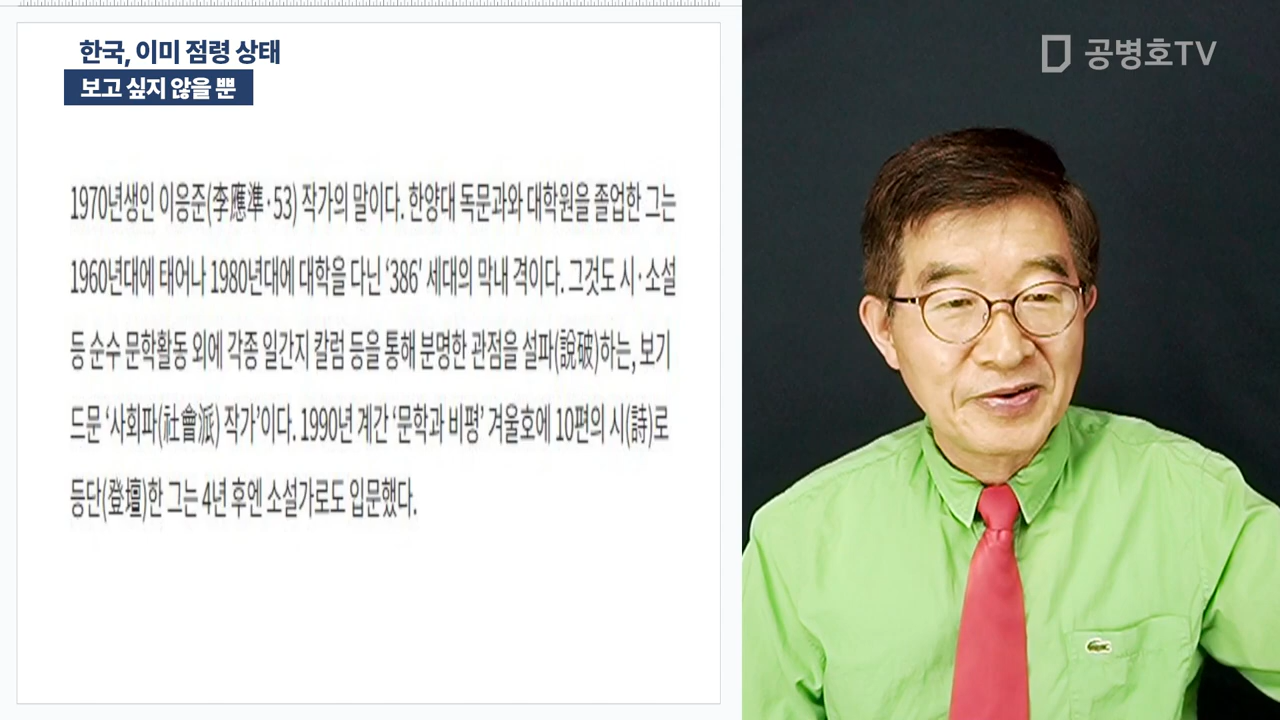 한국, 이미 점령 상태
보고 싶지 않을 뿐
공병호TV
1970년생인 이응준(李應準·53) 작가의 말이다. 한양대 독문과와 대학원을 졸업한 그는
1960년대에 태어나 1980년대에 대학을 다닌 ‘386’ 세대의 막내 격이다. 그것도 시·소설
등 순수 문학활동 외에 각종 일간지 칼럼 등을 통해 분명한 관점을 설파(說破)하는, 보기
드문 ‘사회파(社會派) 작가’이다. 1990년 계간 ‘문학과 비평’ 겨울호에 10편의 시(詩)로
등단(登壇)한 그는 4년 후엔 소설가로도 입문했다.